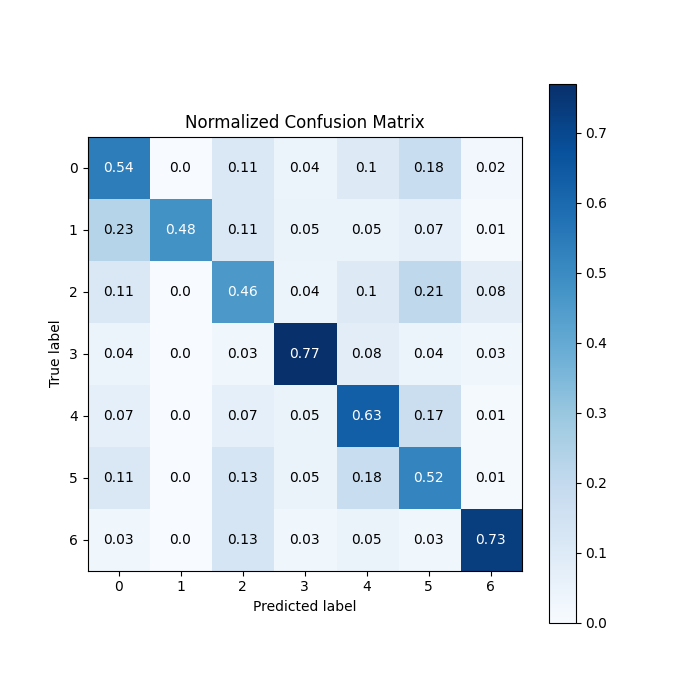 Normalized Confusion Matrix
True label
0 0.54 0.0 0.11 0.04 0.1 0.18 0.02
1 0.23 0.48 0.11 0.05 0.05 0.07 0.01
2 0.11 0.0 0.46 0.04 0.1 0.21 0.08
3 0.04 0.0 0.03 0.77 0.08 0.04 0.03
4 0.07 0.0 0.07 0.05 0.63 0.17 0.01
5 0.11 0.0 0.13 0.05 0.18 0.52 0.01
6 0.03 0.0 0.13 0.03 0.05 0.03 0.73
0 1 2 3 4 5 6
Predicted label
0.7
0.6
0.5
0.4
0.3
0.2
0.1
0.0